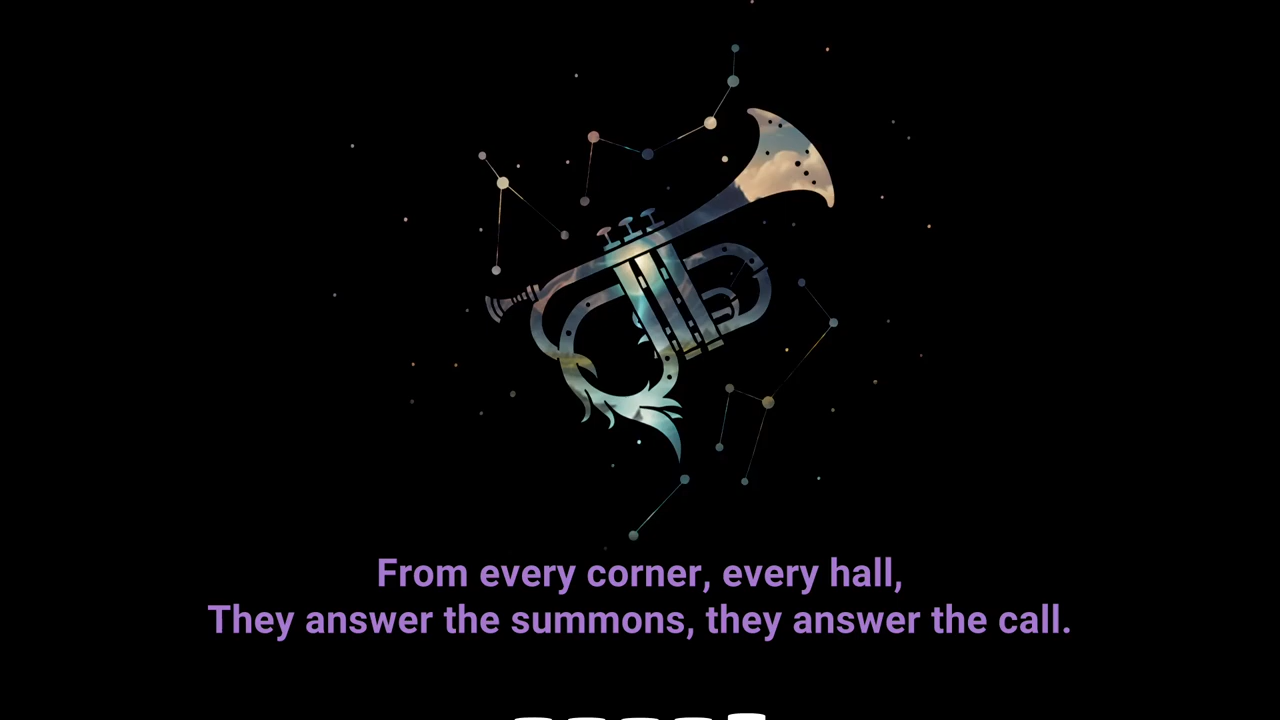 From every corner, every hall,
They answer the summons, they answer the call.